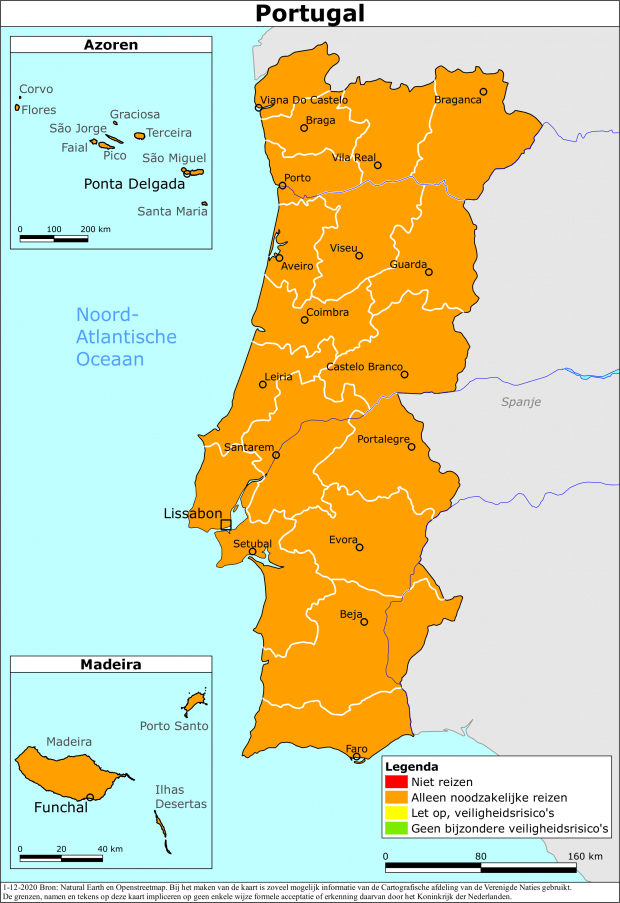 Portugal
Azoren
Corvo
Flores
Graciosa
São Jorge
Terceira
Faial
Pico
São Miguel
Ponta Delgada
Santa Maria
0 100 200 km
Viana Do Castelo
Braganca
Braga
Vila Real
Porto
Viseu
Guarda
Aveiro
Coimbra
Noord-
Atlantische
Oceaan
Castelo Branco
Leiria
Spanje
Portalegre
Santarem
Lissabon
Setubal
Evora
Beja
Faro
Madeira
Porto Santo
Madeira
Funchal
Ilhas
Desertas
0 20 40 km
Legenda
Niet reizen
Alleen noodzakelijke reizen
Let op, veiligheidsrisico's
Geen bijzondere veiligheidsrisico's
0 80 160 km
1-12-2020 Bron: Natural Earth en Openstreetmap. Bij het maken van de kaart is zoveel mogelijk informatie van de Cartografische afdeling van de Verenigde Naties gebruikt.
De grenzen, namen en tekens op deze kaart impliceren op geen enkele wijze formele acceptatie of erkenning daarvan door het Koninkrijk der Nederlanden.